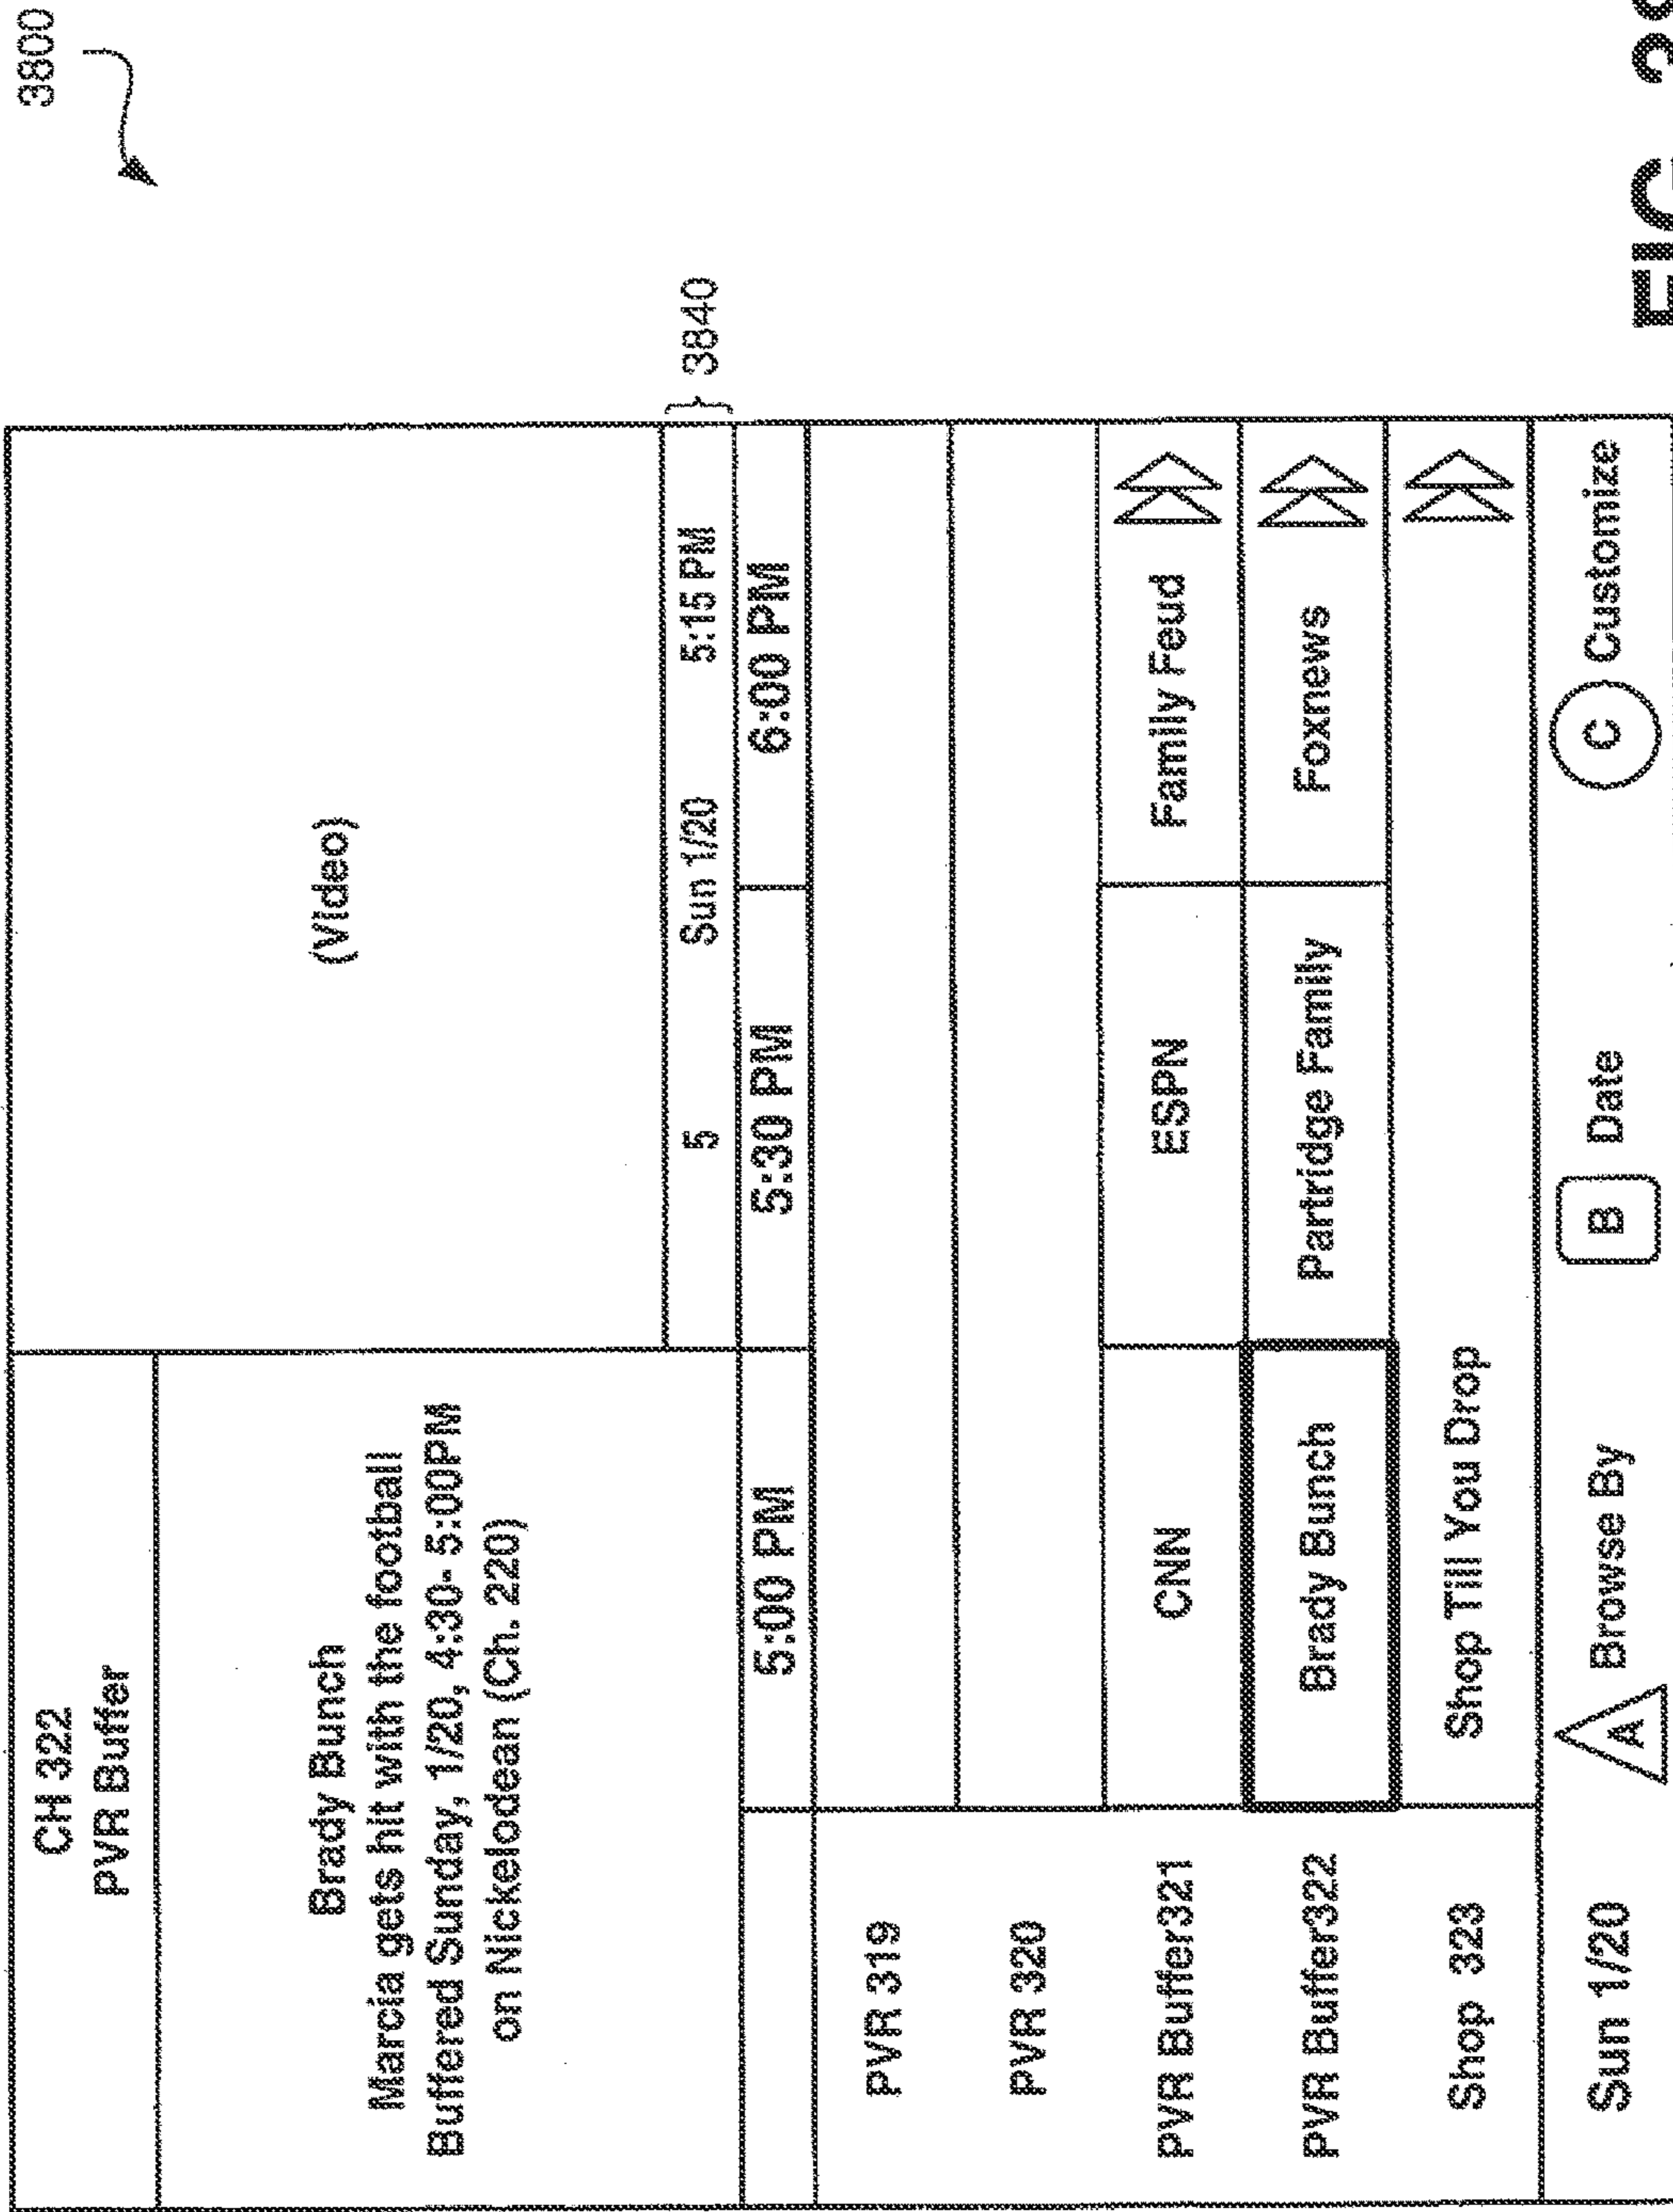 3800
CH 322
PVR Buffer
(Video)
Brady Bunch
Marcia gets hit with the football
Buffered Sunday, 1/20, 4:30- 5:00PM
on Nickelodean (Ch. 220)
5 Sun 1/20 5:15 PM
3840
5:00 PM 5:30 PM 6:00 PM
PVR 319
PVR 320
PVR Buffer321 CNN ESPN Family Feud
PVR Buffer322 Brady Bunch Partridge Family Foxnews
Shop 323 Shop Till You Drop
Sun 1/20 A Browse By B Date C Customize
FIG.